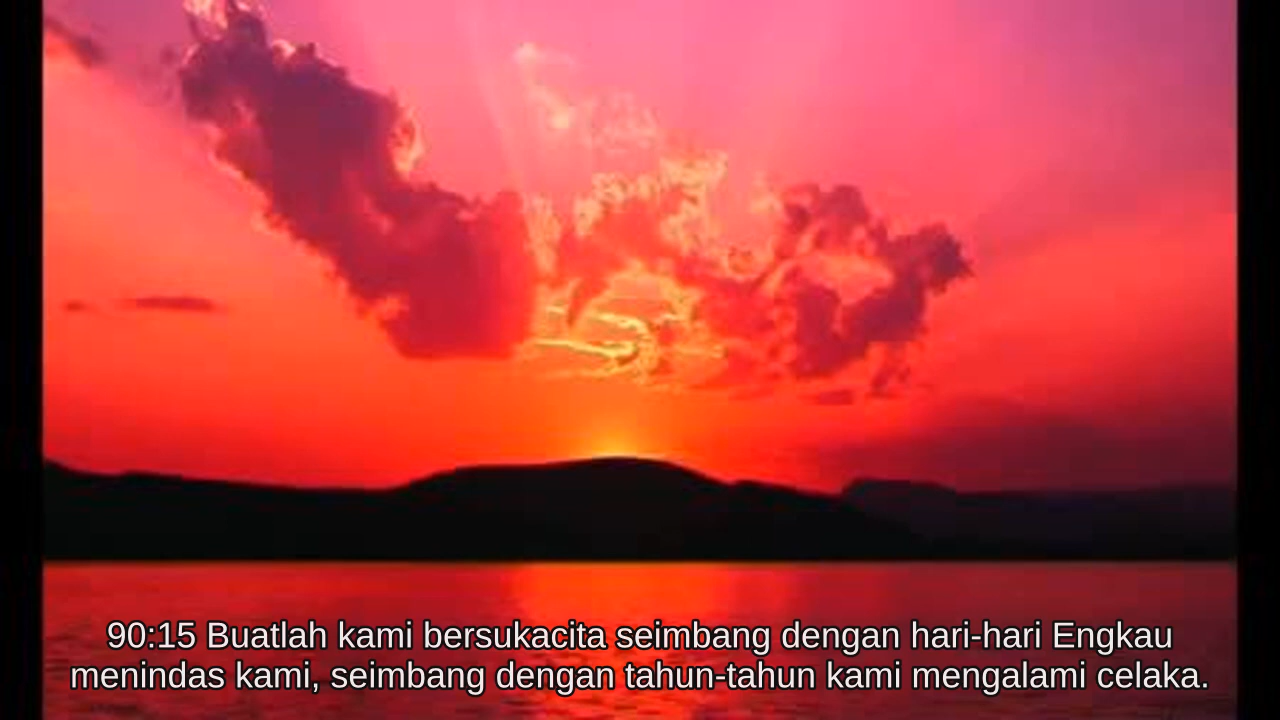 90:15 Buatlah kami bersukacita seimbang dengan hari-hari Engkau
menindas kami, seimbang dengan tahun-tahun kami mengalami celaka.